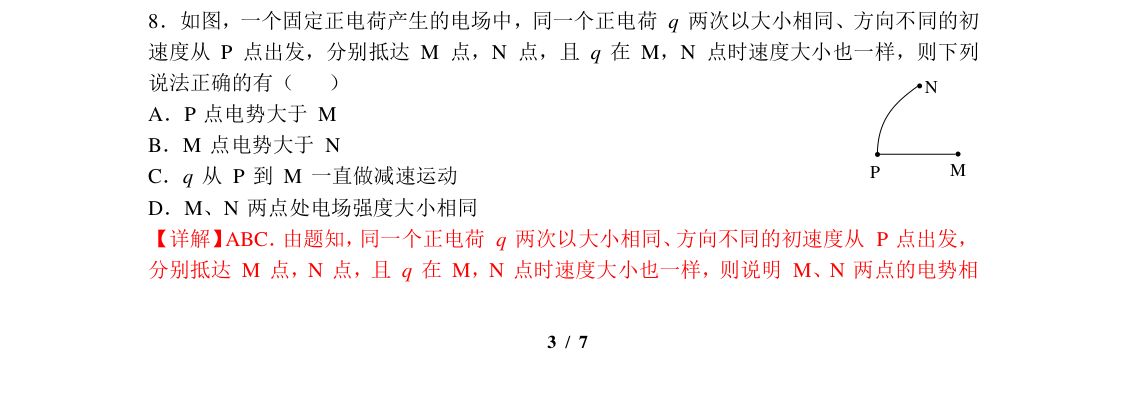 8．如图，一个固定正电荷产生的电场中，同一个正电荷 q 两次以大小相同、方向不同的初
速度从 P 点出发，分别抵达 M 点，N 点，且 q 在 M，N 点时速度大小也一样，则下列
说法正确的有（　　）
A．P 点电势大于 M
B．M 点电势大于 N
C．q 从 P 到 M 一直做减速运动
D．M、N 两点处电场强度大小相同
N
P
M
【详解】ABC．由题知，同一个正电荷 q 两次以大小相同、方向不同的初速度从 P 点出发，
分别抵达 M 点，N 点，且 q 在 M，N 点时速度大小也一样，则说明 M、N 两点的电势相
3 / 7